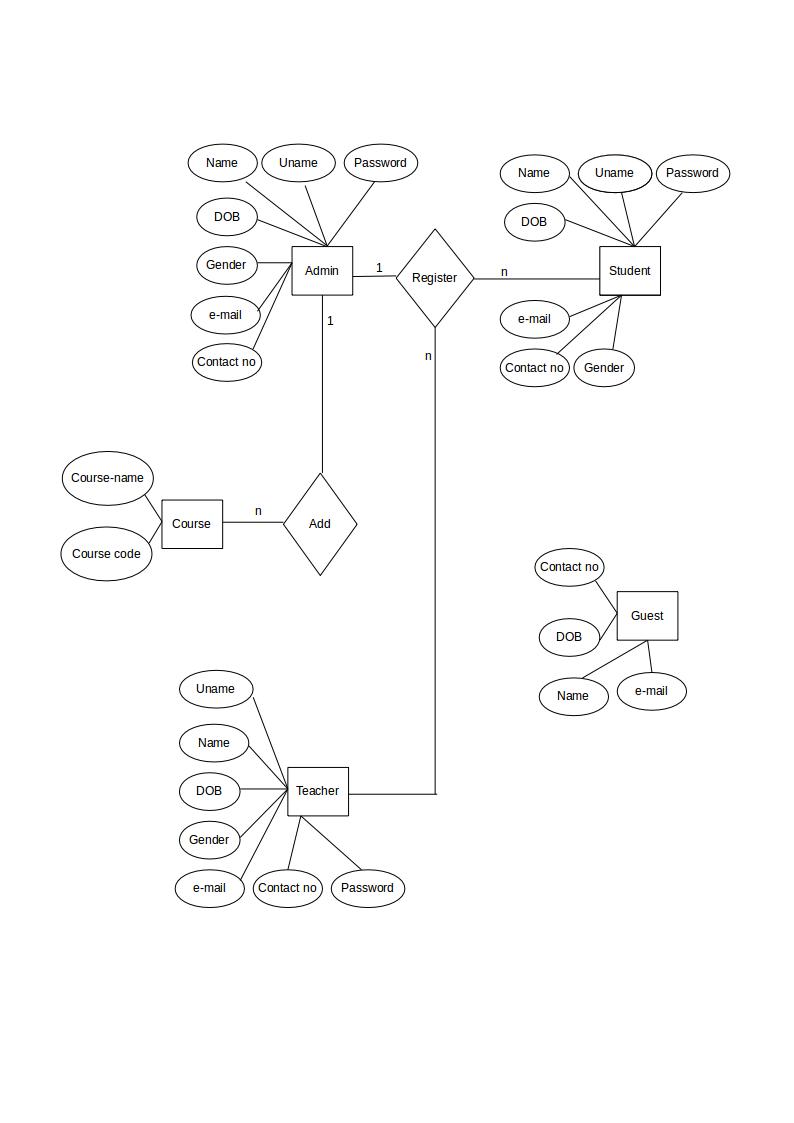 Name
Uname
Password
Name
Uname
Password
DOB
DOB
Gender
Admin
1
Register
n
Student
e-mail
1
e-mail
Contact no
n
Contact no
Gender
Course-name
Course
n
Add
Course code
Contact no
Guest
DOB
Name
e-mail
Uname
Name
DOB
Teacher
Gender
e-mail
Contact no
Password